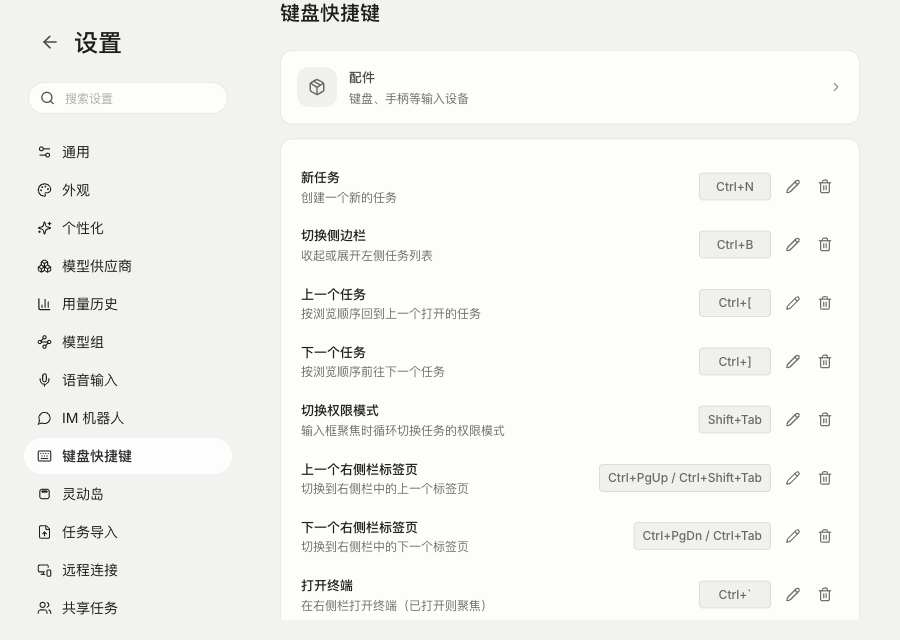 设置
搜索设置
通用
外观
个性化
模型供应商
用量历史
模型组
语音输入
IM 机器人
键盘快捷键
灵动岛
任务导入
远程连接
共享任务
键盘快捷键
配件
键盘、手柄等输入设备
新任务
创建一个新的任务
Ctrl+N
切换侧边栏
收起或展开左侧任务列表
Ctrl+B
上一个任务
按浏览顺序回到上一个打开的任务
Ctrl+[
下一个任务
按浏览顺序前往下一个任务
Ctrl+]
切换权限模式
输入框聚焦时循环切换任务的权限模式
Shift+Tab
上一个右侧栏标签页
切换到右侧栏中的上一个标签页
Ctrl+PgUp / Ctrl+Shift+Tab
下一个右侧栏标签页
切换到右侧栏中的下一个标签页
Ctrl+PgDn / Ctrl+Tab
打开终端
在右侧栏打开终端（已打开则聚焦）
Ctrl+`